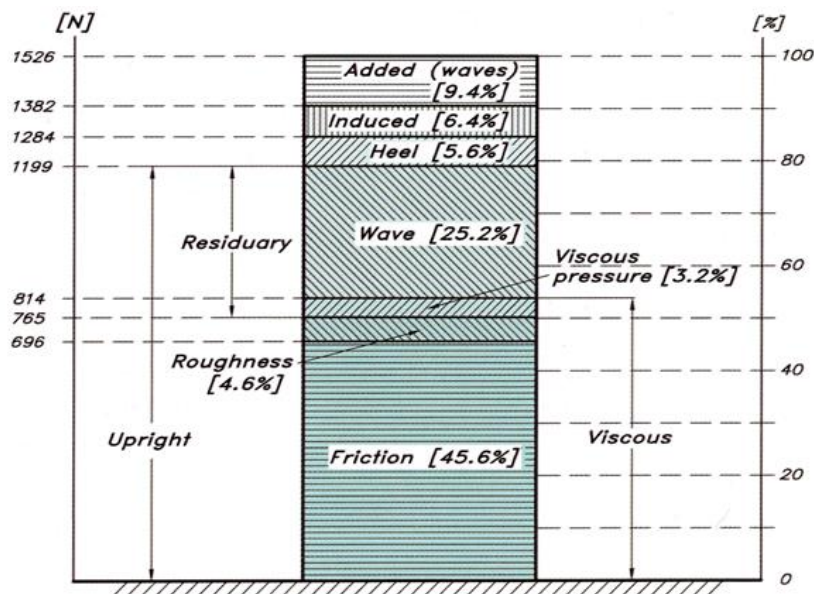 [N]
[%]
1526
100
Added (waves)
[9.4%]
1382
Induced [6.4%]
1284
Heel [5.6%]
1199
80
Wave [25.2%]
Residuary
Viscous
pressure [3.2%]
60
814
765
696
Roughness
[4.6%]
40
Upright
Viscous
Friction [45.6%]
20
0